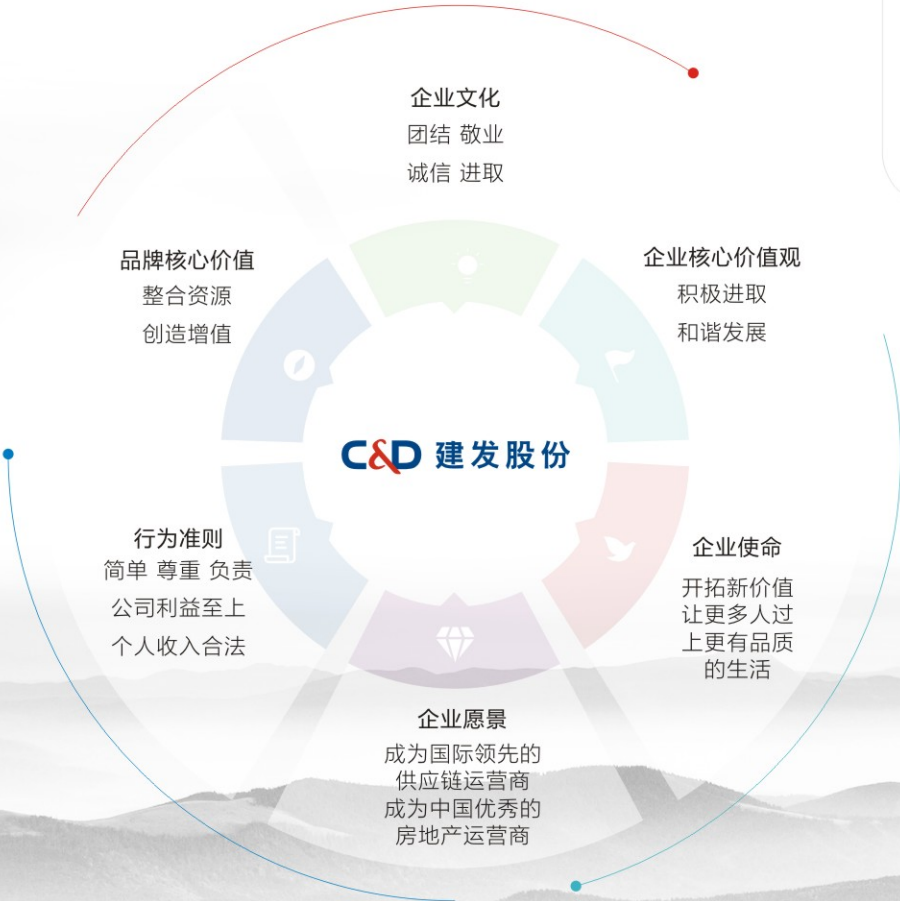 企业文化
团结 敬业
诚信 进取
品牌核心价值
整合资源
创造增值
企业核心价值观
积极进取
和谐发展
C&D 建发股份
行为准则
简单 尊重 负责
公司利益至上
个人收入合法
企业使命
开拓新价值
让更多人过
上更有品质
的生活
企业愿景
成为国际领先的
供应链运营商
成为中国优秀的
房地产运营商